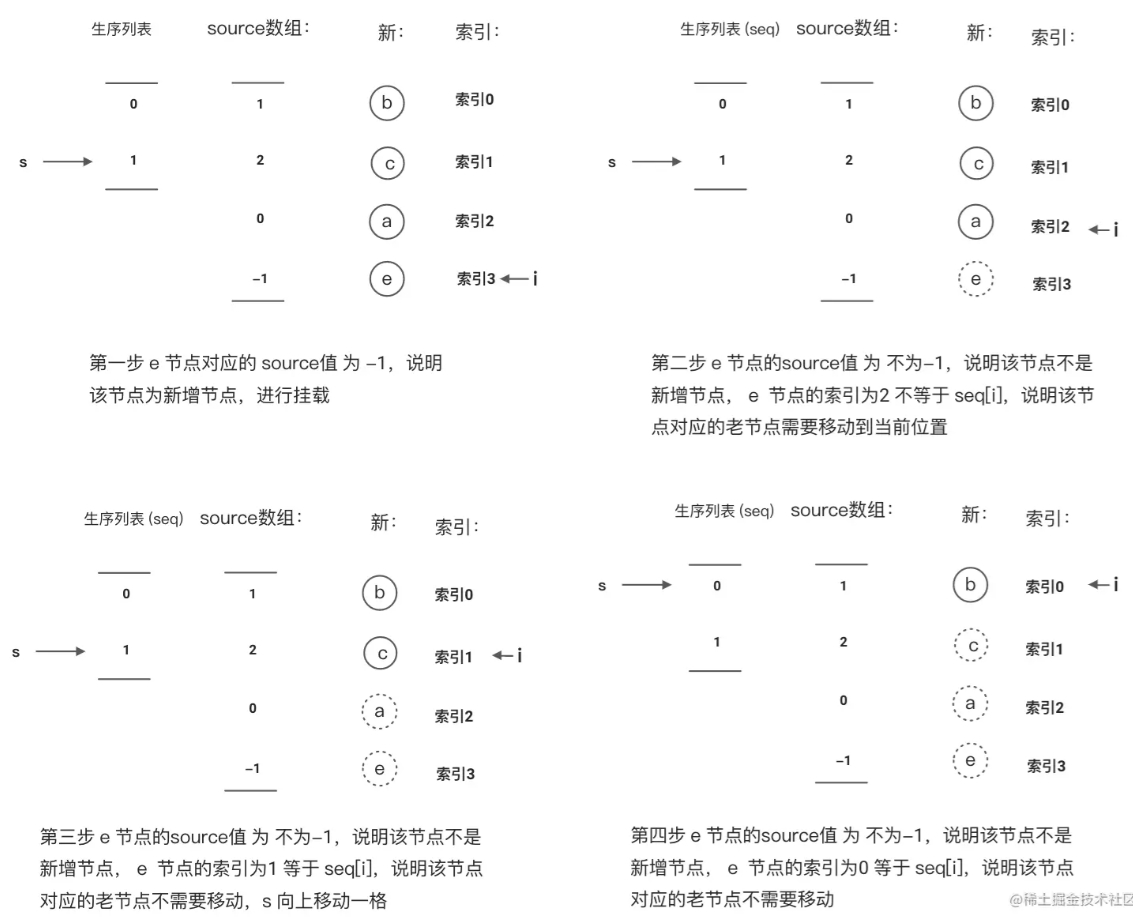 生序列表 source数组： 新： 索引：
0 1 b 索引0
s 1 2 c 索引1
0 a 索引2
-1 e 索引3 i
第一步 e 节点对应的 source值 为 -1，说明
该节点为新增节点，进行挂载
生序列表 (seq) source数组： 新： 索引：
0 1 b 索引0
s 1 2 c 索引1
0 a 索引2 i
-1 e 索引3
第二步 e 节点的source值 为 不为-1，说明该节点不是
新增节点， e 节点的索引为2 不等于 seq[i]，说明该节
点对应的老节点需要移动到当前位置
生序列表 (seq) source数组： 新： 索引：
0 1 b 索引0
s 1 2 c 索引1 i
0 a 索引2
-1 e 索引3
第三步 e 节点的source值 为 不为-1，说明该节点不是
新增节点， e 节点的索引为1 等于 seq[i]，说明该节点
对应的老节点不需要移动，s 向上移动一格
生序列表 (seq) source数组： 新： 索引：
s 0 1 b 索引0 i
1 2 c 索引1
0 a 索引2
-1 e 索引3
第四步 e 节点的source值 为 不为-1，说明该节点不是
新增节点， e 节点的索引为0 等于 seq[i]，说明该节点
对应的老节点不需要移动
@稀土掘金技术社区